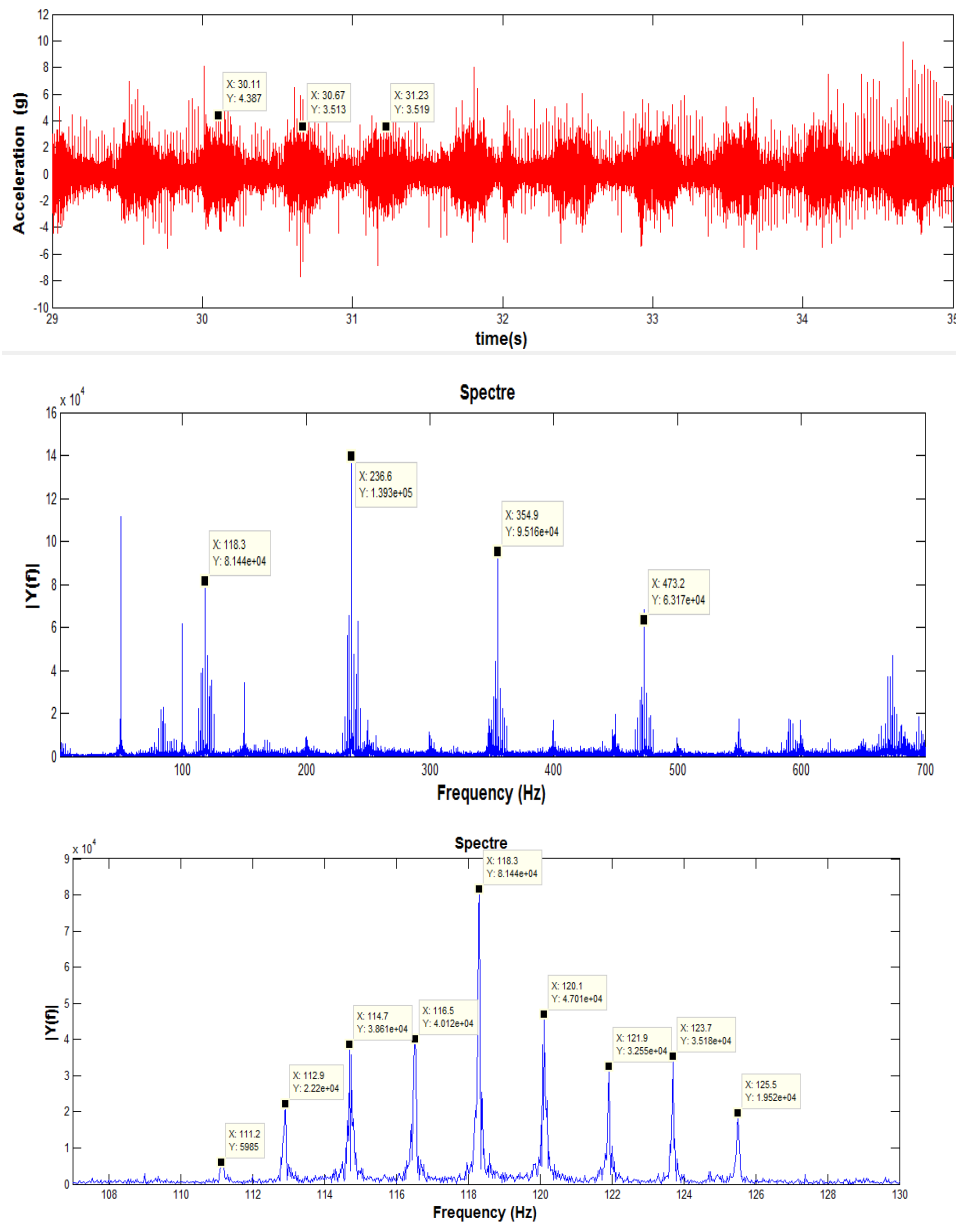 12
10
8
6
4
2
0
-2
-4
-6
-8
-10
Acceleration (g)
X: 30.11
Y: 4.387
X: 30.67
Y: 3.513
X: 31.23
Y: 3.519
29 30 31 32 33 34 35
time(s)
Spectre
x 10^4
16
14
12
10
8
6
4
2
0
|Y(f)|
X: 236.6
Y: 1.393e+05
X: 354.9
Y: 9.516e+04
X: 118.3
Y: 8.144e+04
X: 473.2
Y: 6.317e+04
100 200 300 400 500 600 700
Frequency (Hz)
Spectre
x 10^4
9
8
7
6
5
4
3
2
1
0
|Y(f)|
X: 118.3
Y: 8.144e+04
X: 120.1
Y: 4.701e+04
X: 116.5
Y: 4.012e+04
X: 114.7
Y: 3.861e+04
X: 121.9
Y: 3.255e+04
X: 123.7
Y: 3.518e+04
X: 112.9
Y: 2.22e+04
X: 125.5
Y: 1.952e+04
X: 111.2
Y: 5985
108 110 112 114 116 118 120 122 124 126 128 130
Frequency (Hz)